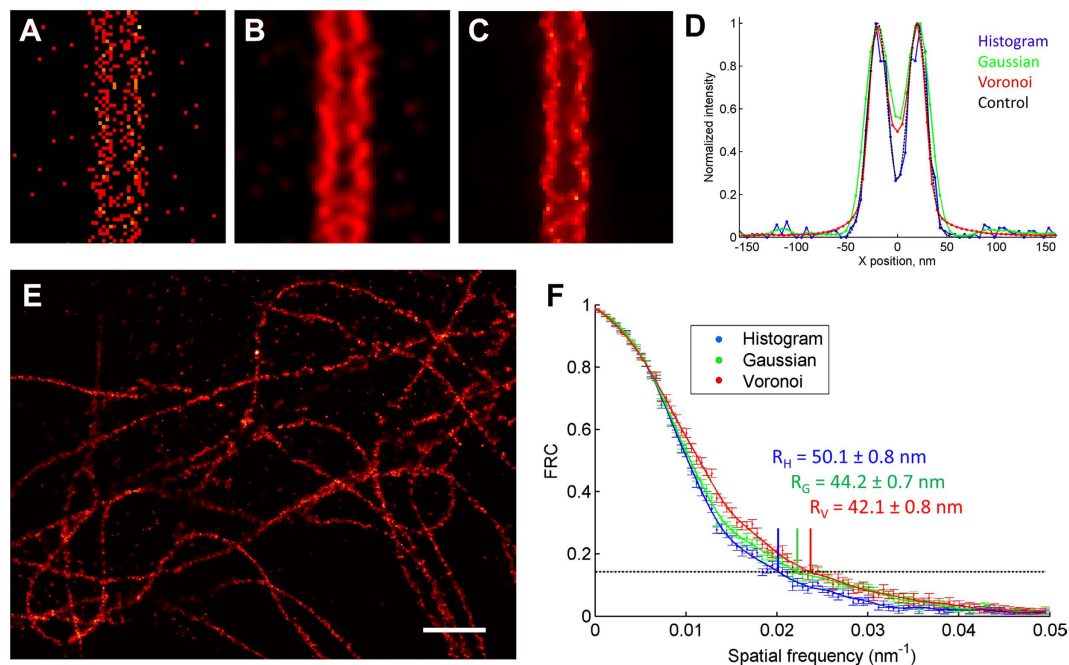 A
B
C
D
Histogram
Gaussian
Voronoi
Control
Normalized intensity
1
0.8
0.6
0.4
0.2
0
-150
-100
-50
0
50
100
150
X position, nm
E
F
1
0.8
0.6
0.4
0.2
0
FRC
Histogram
Gaussian
Voronoi
R_H = 50.1 ± 0.8 nm
R_G = 44.2 ± 0.7 nm
R_V = 42.1 ± 0.8 nm
0
0.01
0.02
0.03
0.04
0.05
Spatial frequency (nm⁻¹)